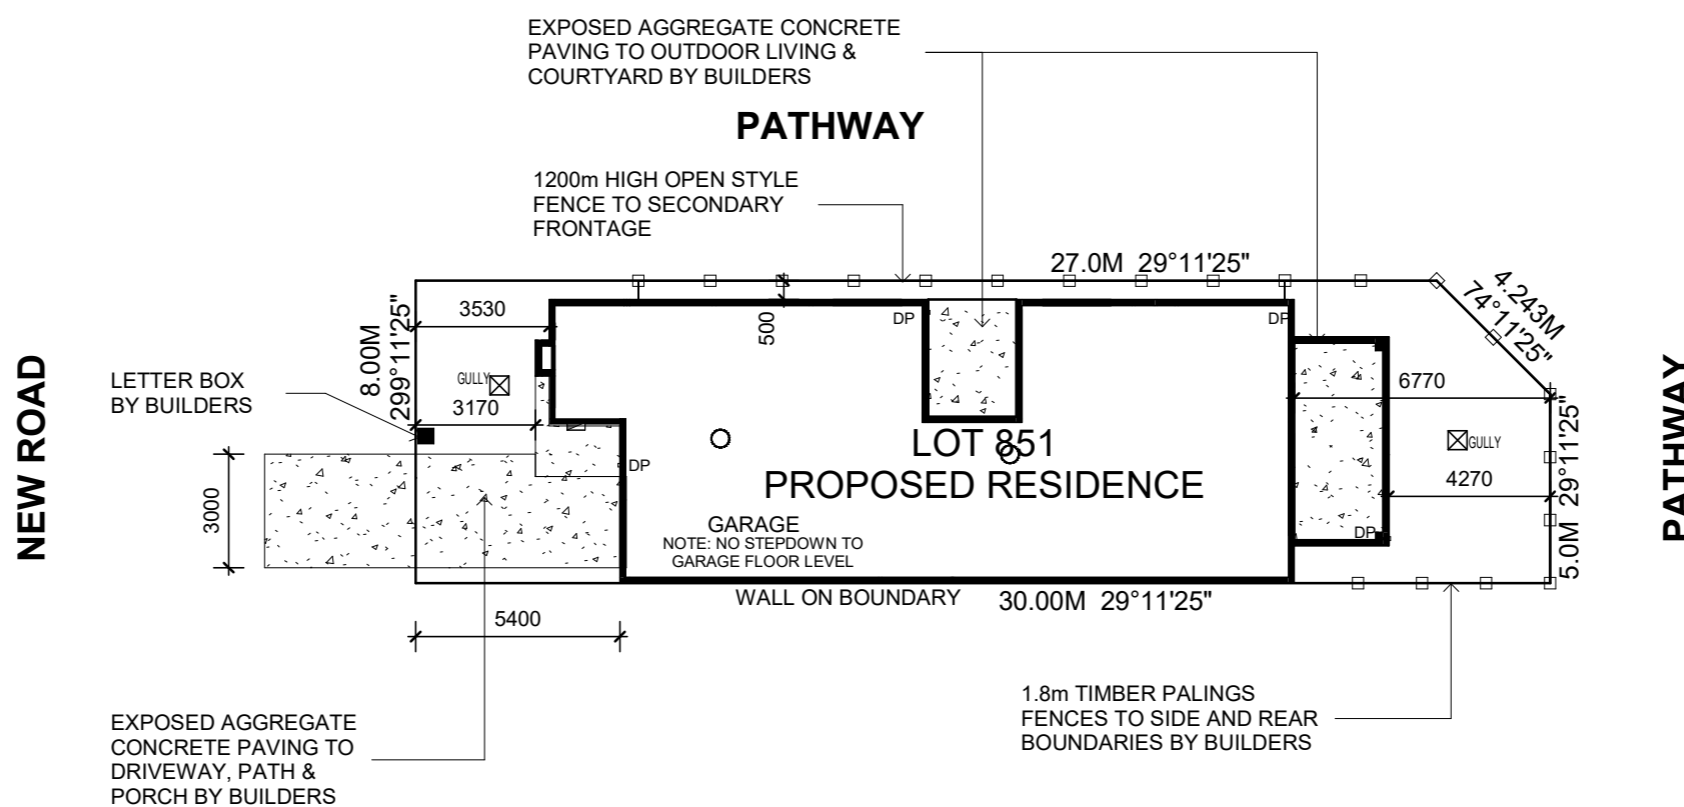 EXPOSED AGGREGATE CONCRETE
PAVING TO OUTDOOR LIVING &
COURTYARD BY BUILDERS
PATHWAY
1200m HIGH OPEN STYLE
FENCE TO SECONDARY
FRONTAGE
27.0M 29°11'25"
4.243M
74°11'25"
3530
500
DP
DP
8.00M
299°11'25"
NEW ROAD
LETTER BOX
BY BUILDERS
GULLY
3170
6770
PATHWAY
LOT 851
PROPOSED RESIDENCE
GULLY
4270
5.0M 29°11'25"
DP
3000
GARAGE
NOTE: NO STEPDOWN TO
GARAGE FLOOR LEVEL
DP
WALL ON BOUNDARY
30.00M 29°11'25"
5400
1.8m TIMBER PALINGS
FENCES TO SIDE AND REAR
BOUNDARIES BY BUILDERS
EXPOSED AGGREGATE
CONCRETE PAVING TO
DRIVEWAY, PATH &
PORCH BY BUILDERS